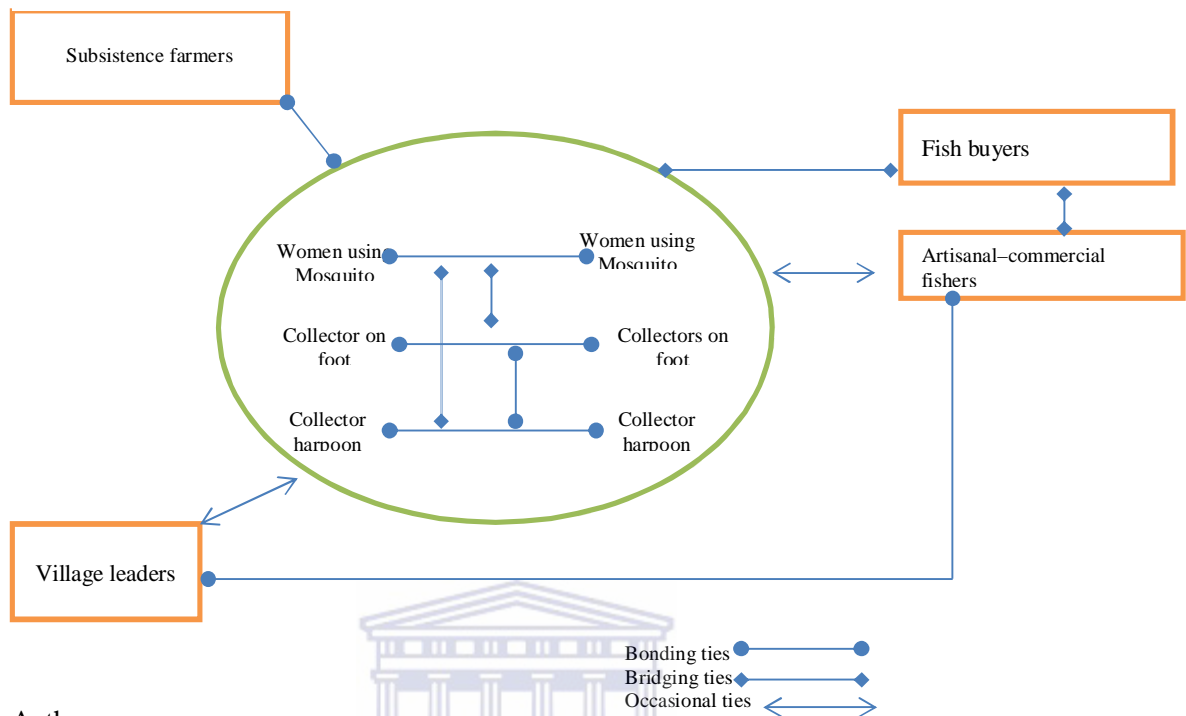 Subsistence farmers
Fish buyers
Artisanal–commercial
fishers
Women using
Mosquito
Women using
Mosquito
Collector on
foot
Collectors on
foot
Collector
harpoon
Collector
harpoon
Village leaders
Bonding ties
Bridging ties
Occasional ties